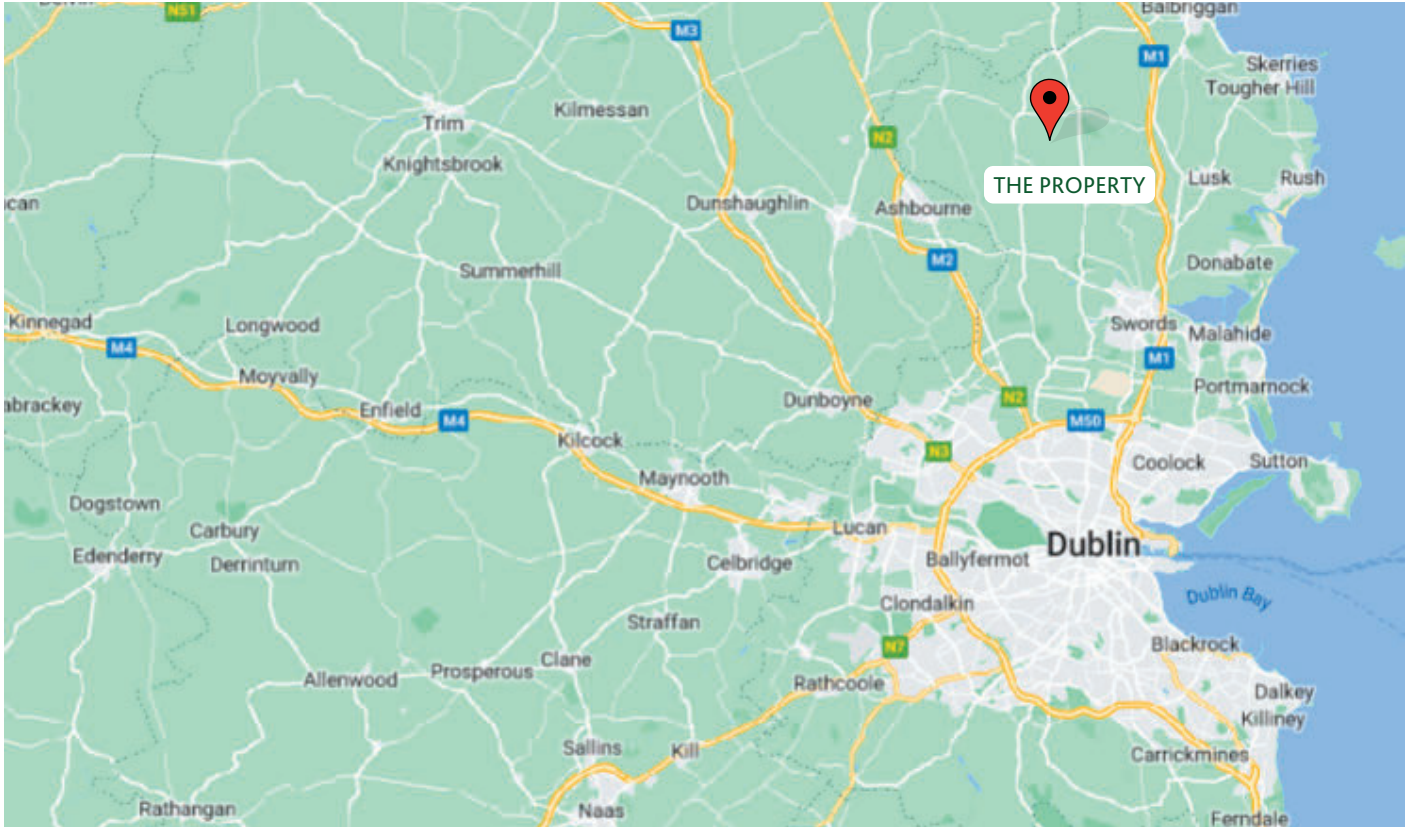 N51
Balbriggan
M3
M1
Skerries
Tougher Hill
Kilmessan
Trim
N2
Knightsbrook
THE PROPERTY
Lusk
Rush
Dunshaughlin
Ashbourne
M2
Summerhill
Donabate
Kinnegad
Longwood
Swords
Malahide
M4
M1
Moyvally
Portmarnock
Dunboyne
N2
abrackey
Enfield
M4
M50
Kilcock
N3
Coolock
Sutton
Maynooth
Dogstown
Carbury
Lucan
Dublin
Edenderry
Derrinturn
Celbridge
Ballyfermot
Dublin Bay
Clondalkin
Straffan
N7
Blackrock
Clane
Prosperous
Allenwood
Rathcoole
Dalkey
Killiney
Sallins
Kill
Carrickmines
Rathangan
Naas
Ferndale